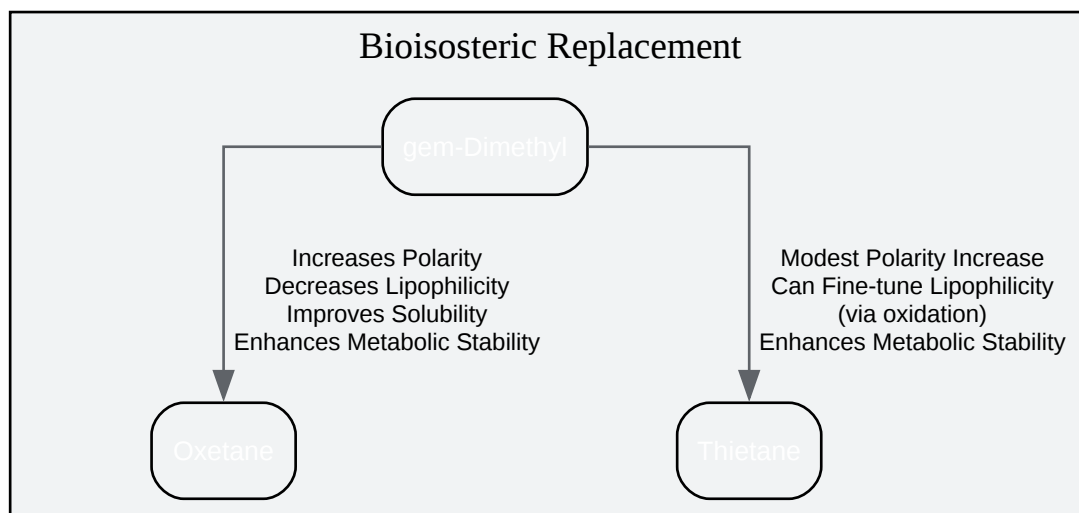 Bioisosteric Replacement
gem-Dimethyl
Increases Polarity
Decreases Lipophilicity
Improves Solubility
Enhances Metabolic Stability
Modest Polarity Increase
Can Fine-tune Lipophilicity
(via oxidation)
Enhances Metabolic Stability
Oxetane
Thietane